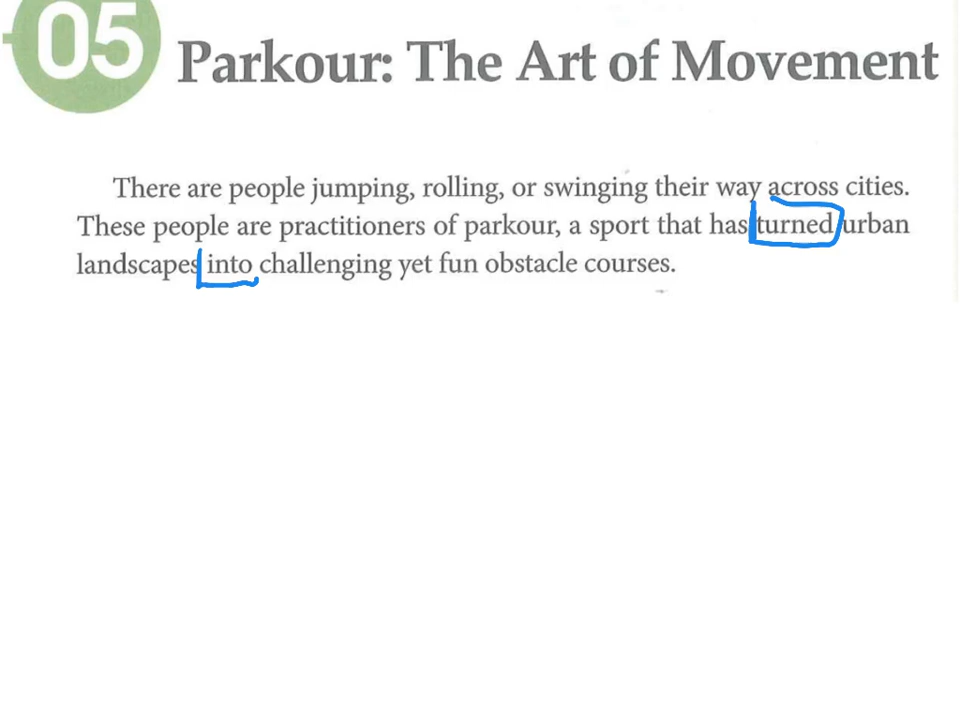 05
Parkour: The Art of Movement
There are people jumping, rolling, or swinging their way across cities.
These people are practitioners of parkour, a sport that has turned urban
landscapes into challenging yet fun obstacle courses.